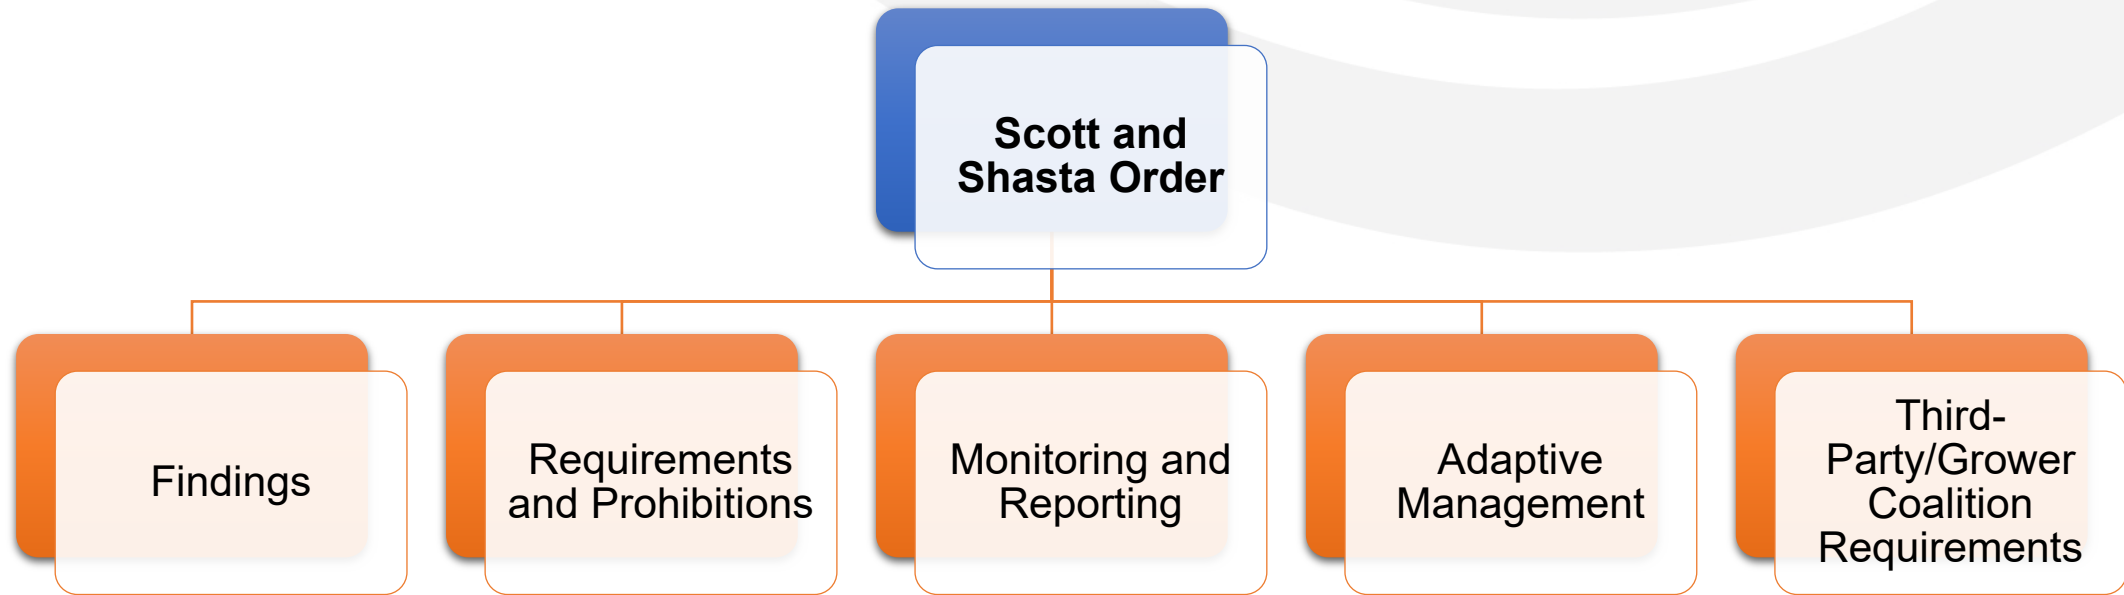 Scott and
Shasta Order
Findings
Requirements
and Prohibitions
Monitoring and
Reporting
Adaptive
Management
Third-
Party/Grower
Coalition
Requirements